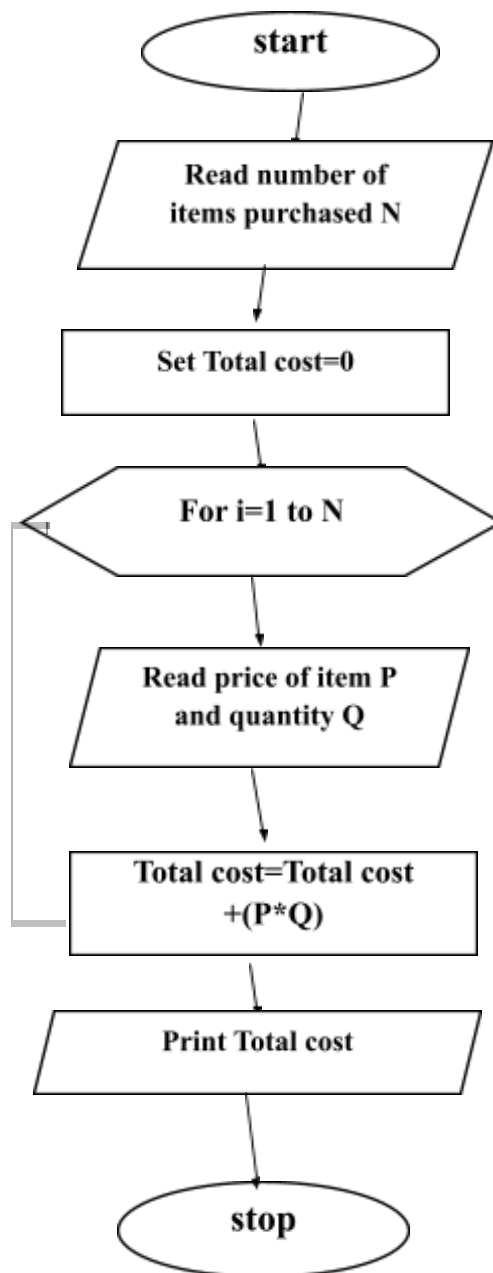 start
Read number of
items purchased N
Set Total cost=0
For i=1 to N
Read price of item P
and quantity Q
Total cost=Total cost
+(P*Q)
Print Total cost
stop